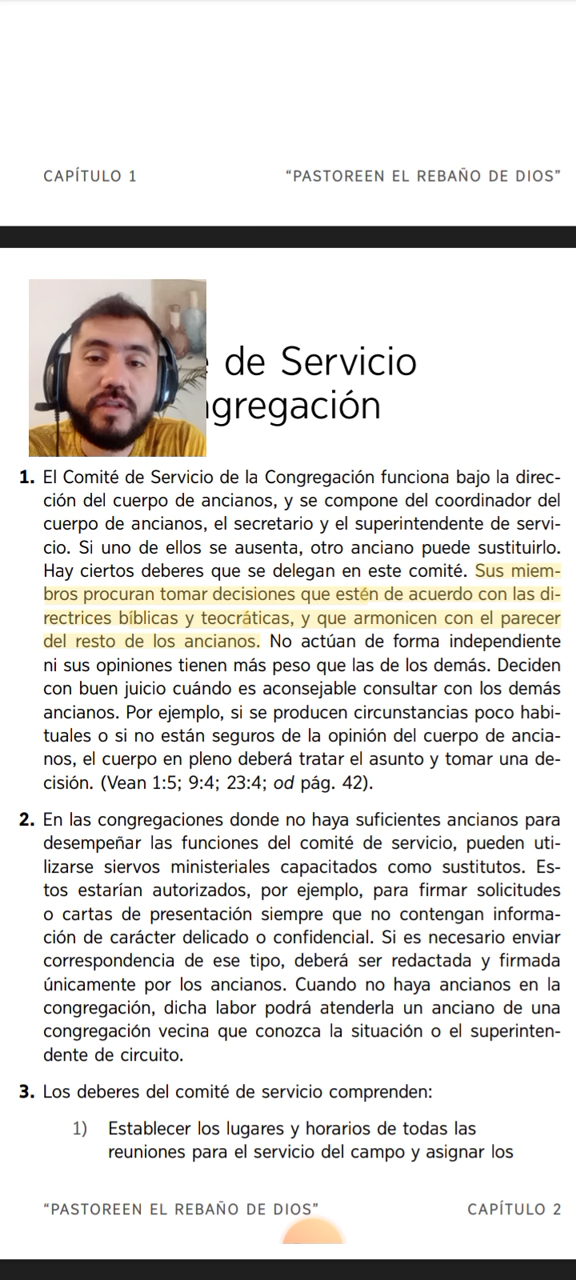 CAPÍTULO 1 “PASTOREEN EL REBAÑO DE DIOS”
de Servicio
gregación
1. El Comité de Servicio de la Congregación funciona bajo la direc-
ción del cuerpo de ancianos, y se compone del coordinador del
cuerpo de ancianos, el secretario y el superintendente de servi-
cio. Si uno de ellos se ausenta, otro anciano puede sustituirlo.
Hay ciertos deberes que se delegan en este comité. Sus miem-
bros procuran tomar decisiones que estén de acuerdo con las di-
rectrices bíblicas y teocráticas, y que armonicen con el parecer
del resto de los ancianos. No actúan de forma independiente
ni sus opiniones tienen más peso que las de los demás. Deciden
con buen juicio cuándo es aconsejable consultar con los demás
ancianos. Por ejemplo, si se producen circunstancias poco habi-
tuales o si no están seguros de la opinión del cuerpo de ancia-
nos, el cuerpo en pleno deberá tratar el asunto y tomar una de-
cisión. (Vean 1:5; 9:4; 23:4; od pág. 42).
2. En las congregaciones donde no haya suficientes ancianos para
desempeñar las funciones del comité de servicio, pueden uti-
lizarse siervos ministeriales capacitados como sustitutos. Es-
tos estarían autorizados, por ejemplo, para firmar solicitudes
o cartas de presentación siempre que no contengan informa-
ción de carácter delicado o confidencial. Si es necesario enviar
correspondencia de ese tipo, deberá ser redactada y firmada
únicamente por los ancianos. Cuando no haya ancianos en la
congregación, dicha labor podrá atenderla un anciano de una
congregación vecina que conozca la situación o el superinten-
dente de circuito.
3. Los deberes del comité de servicio comprenden:
1) Establecer los lugares y horarios de todas las
reuniones para el servicio del campo y asignar los
“PASTOREEN EL REBAÑO DE DIOS” CAPÍTULO 2